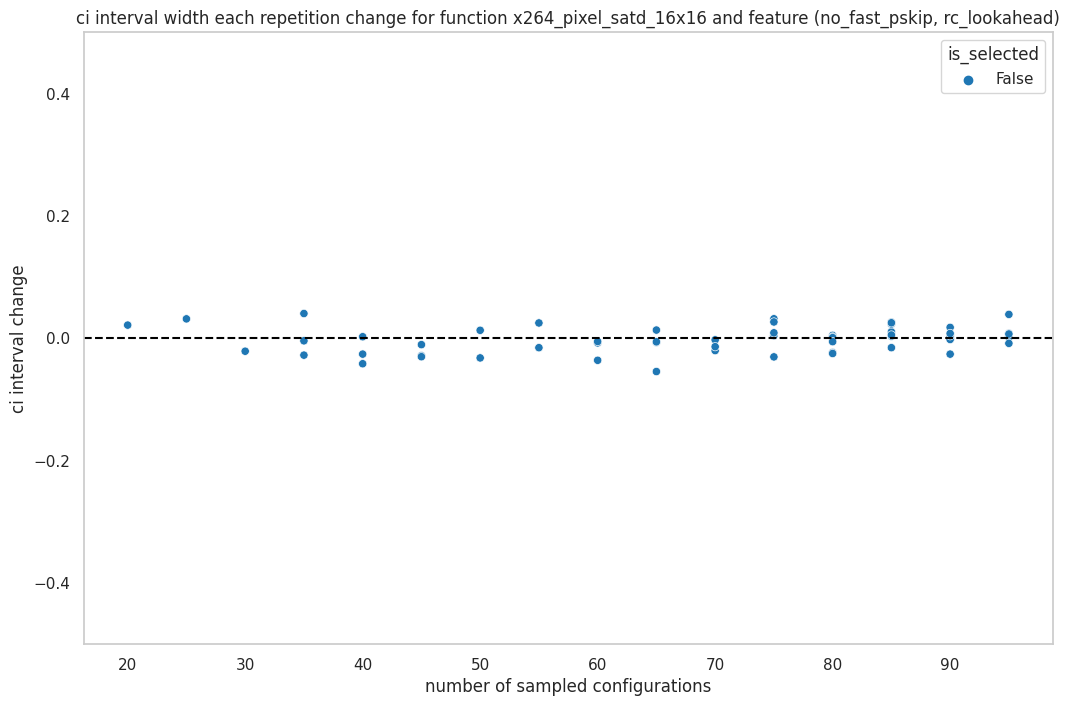 ci interval width each repetition change for function x264_pixel_satd_16x16 and feature (no_fast_pskip, rc_lookahead)
is_selected
False
ci interval change
0.4
0.2
0.0
−0.2
−0.4
20 30 40 50 60 70 80 90
number of sampled configurations